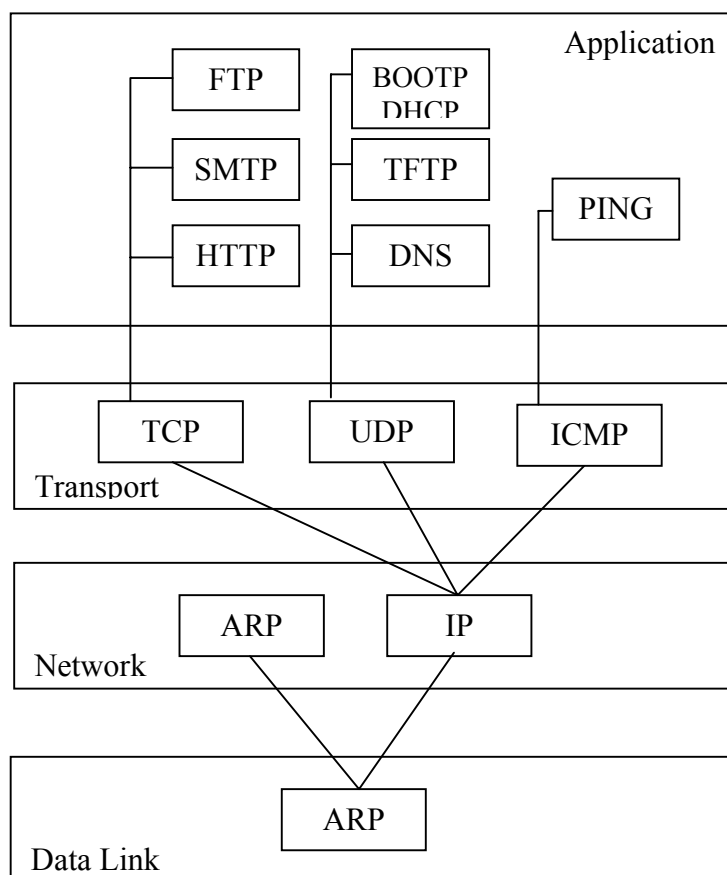 Application
FTP
BOOTP
DHCP
SMTP
TFTP
PING
HTTP
DNS
TCP
UDP
ICMP
Transport
ARP
IP
Network
ARP
Data Link